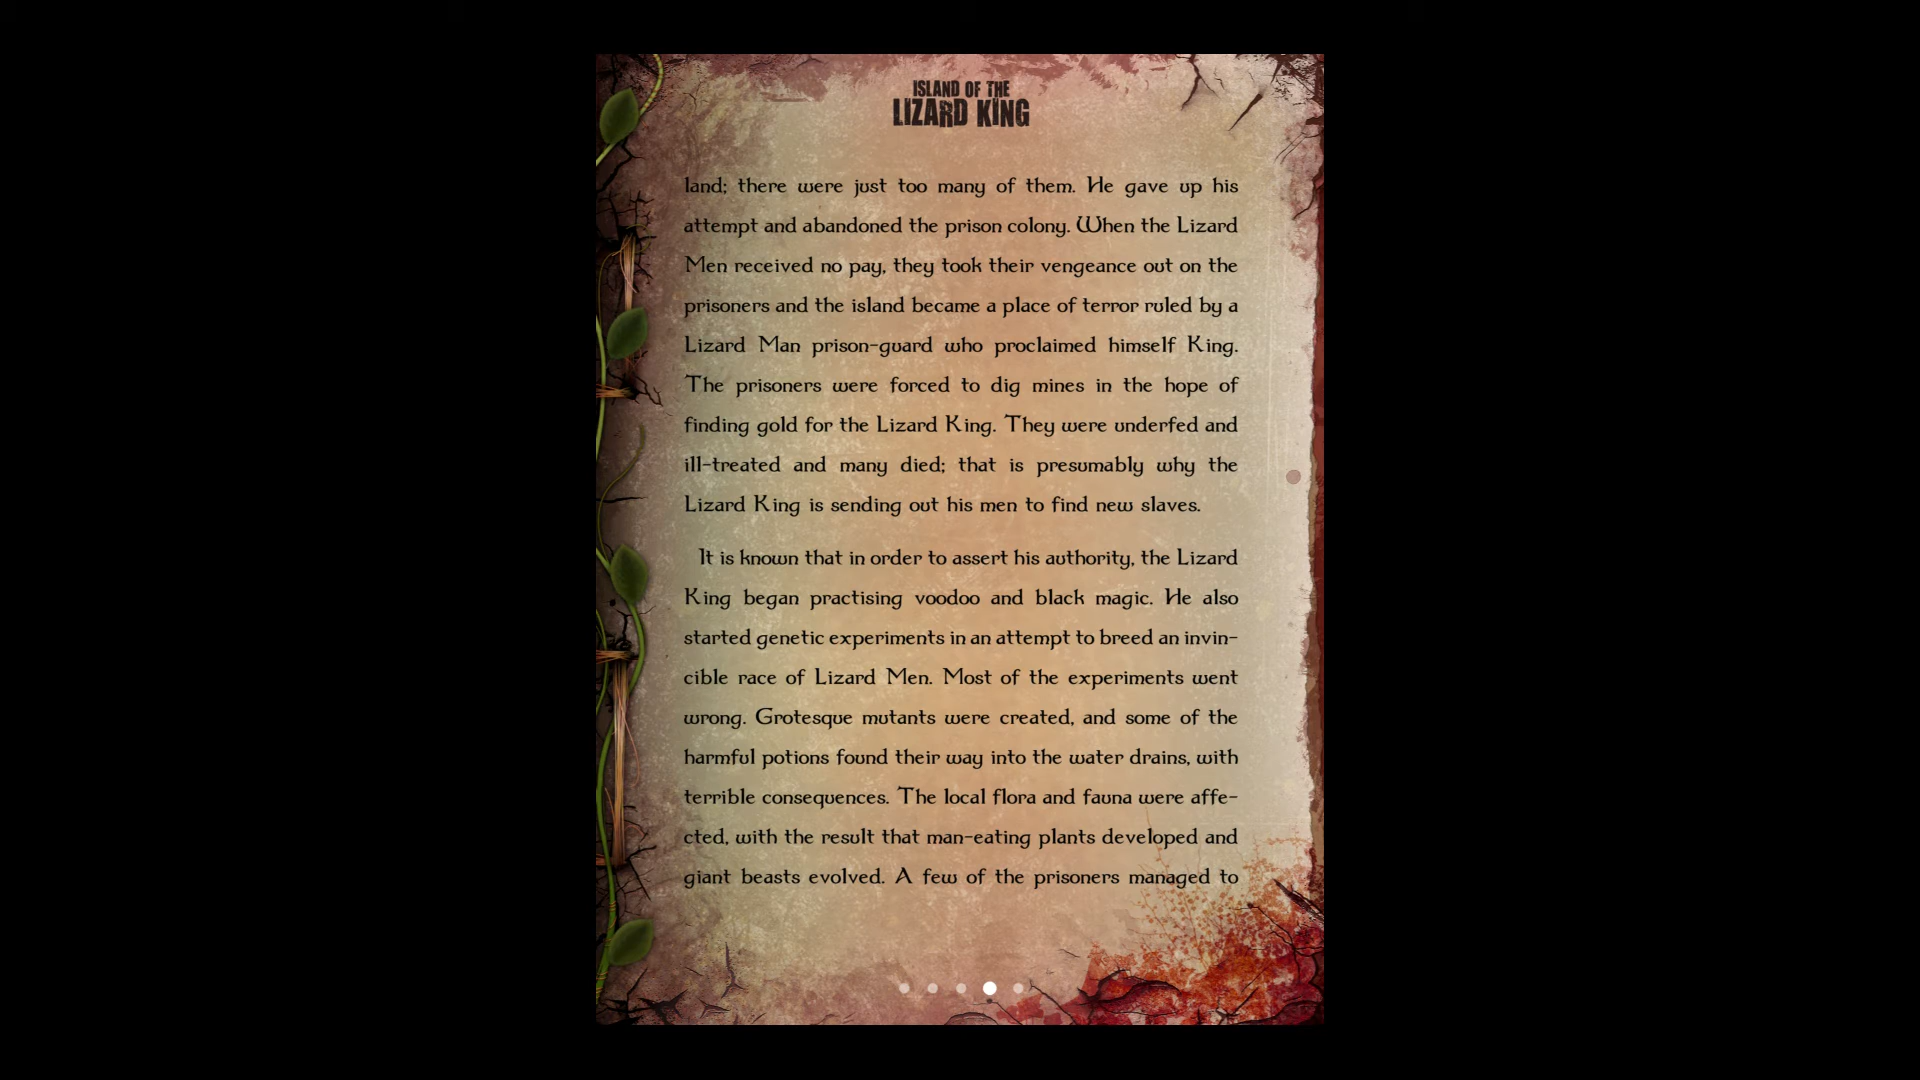 ISLAND OF THE
LIZARD KING
land; there were just too many of them. He gave up his
attempt and abandoned the prison colony. When the Lizard
Men received no pay, they took their vengeance out on the
prisoners and the island became a place of terror ruled by a
Lizard Man prison-guard who proclaimed himself King.
The prisoners were forced to dig mines in the hope of
finding gold for the Lizard King. They were underfed and
ill-treated and many died; that is presumably why the
Lizard King is sending out his men to find new slaves.
It is known that in order to assert his authority, the Lizard
King began practising voodoo and black magic. He also
started genetic experiments in an attempt to breed an invin-
cible race of Lizard Men. Most of the experiments went
wrong. Grotesque mutants were created, and some of the
harmful potions found their way into the water drains, with
terrible consequences. The local flora and fauna were affe-
cted, with the result that man-eating plants developed and
giant beasts evolved. A few of the prisoners managed to